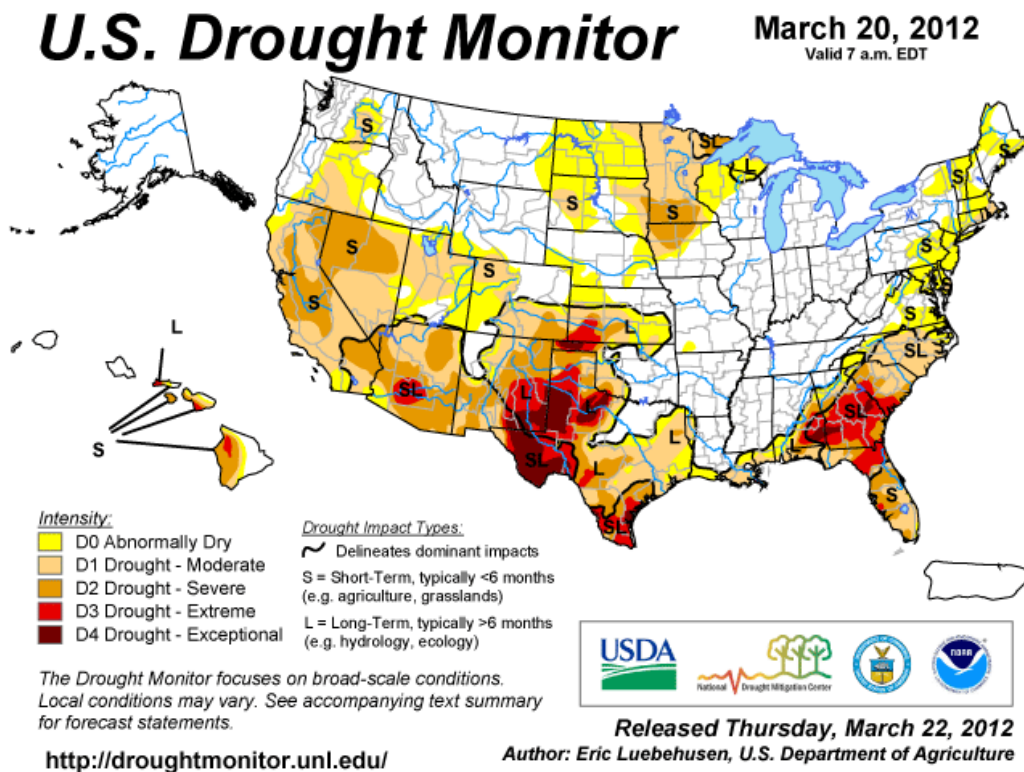 U.S. Drought Monitor
March 20, 2012
Valid 7 a.m. EDT
S
SL
L
S
S
S
S
S
S
S
S
S
S
L
SL
SL
L
L
SL
L
SL
L
L
L
S
SL
L
S
Intensity:
D0 Abnormally Dry
D1 Drought - Moderate
D2 Drought - Severe
D3 Drought - Extreme
D4 Drought - Exceptional
Drought Impact Types:
Delineates dominant impacts
S = Short-Term, typically <6 months
(e.g. agriculture, grasslands)
L = Long-Term, typically >6 months
(e.g. hydrology, ecology)
The Drought Monitor focuses on broad-scale conditions.
Local conditions may vary. See accompanying text summary
for forecast statements.
http://droughtmonitor.unl.edu/
USDA
National Drought Mitigation Center
NOAA
Released Thursday, March 22, 2012
Author: Eric Luebehusen, U.S. Department of Agriculture